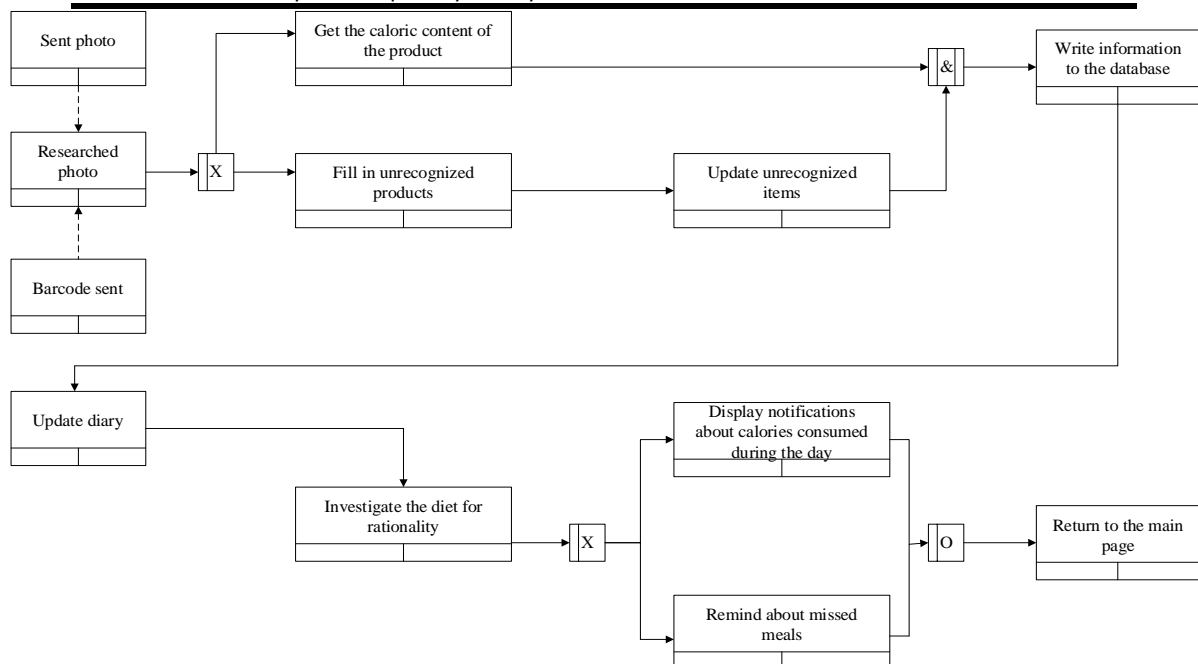 Sent photo
Get the caloric content of
the product
&
Write information
to the database
Researched
photo
X
Fill in unrecognized
products
Update unrecognized
items
Barcode sent
Update diary
Display notifications
about calories consumed
during the day
Investigate the diet for
rationality
X
O
Return to the main
page
Remind about missed
meals